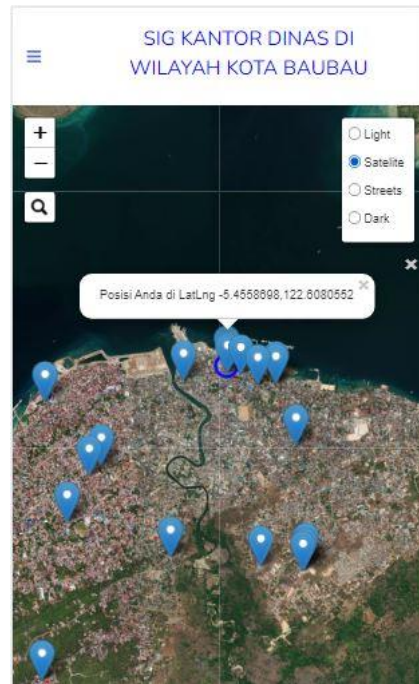 SIG KANTOR DINAS DI
WILAYAH KOTA BAUBAU
+
−
Light
Satelite
Streets
Dark
Posisi Anda di LatLng -5.4558698,122.6080552